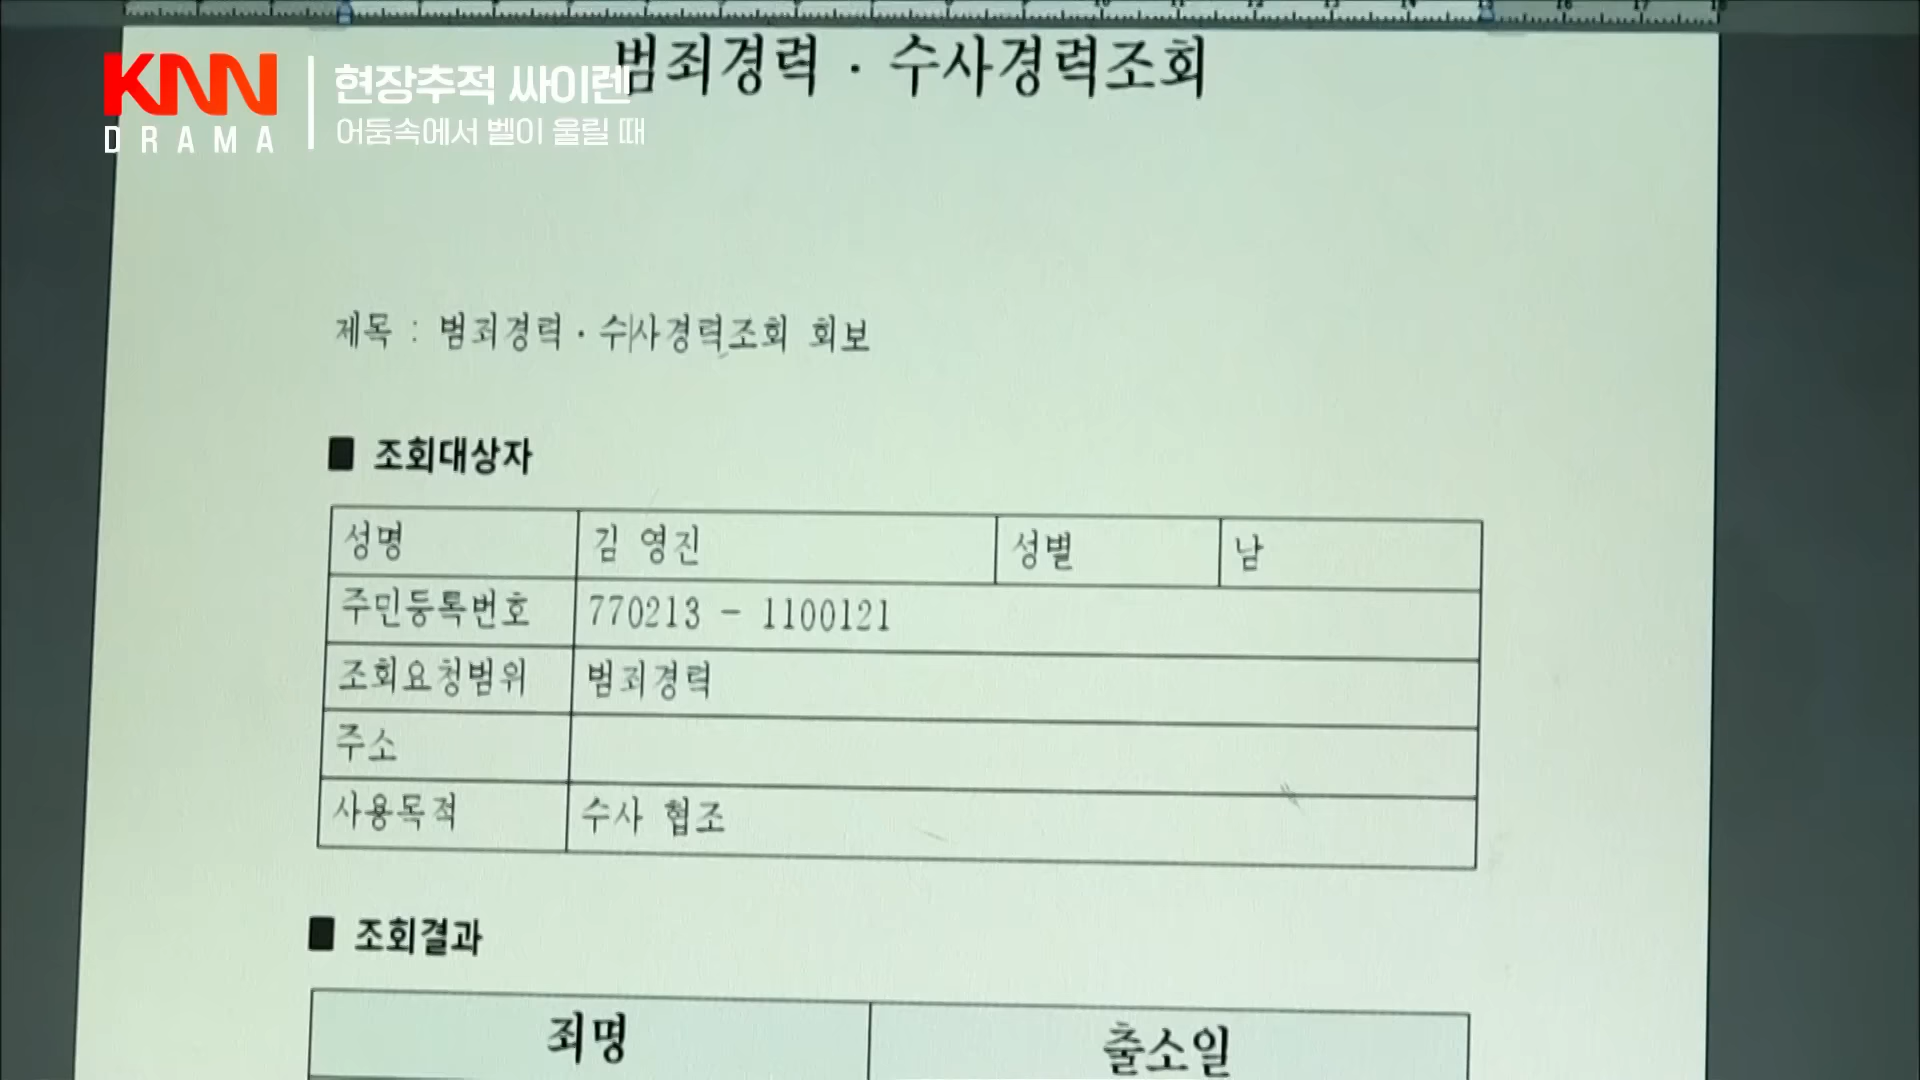 범죄경력 · 수사경력조회
KNN
DRAMA
현장추적 싸이렌
어둠속에서 벨이 울릴 때
제목 : 범죄경력 · 수사경력조회 회보
■ 조회대상자
성명 김 영진 성별 남
주민등록번호 770213 - 1100121
조회요청범위 범죄경력
주소
사용목적 수사 협조
■ 조회결과
죄명 출소일